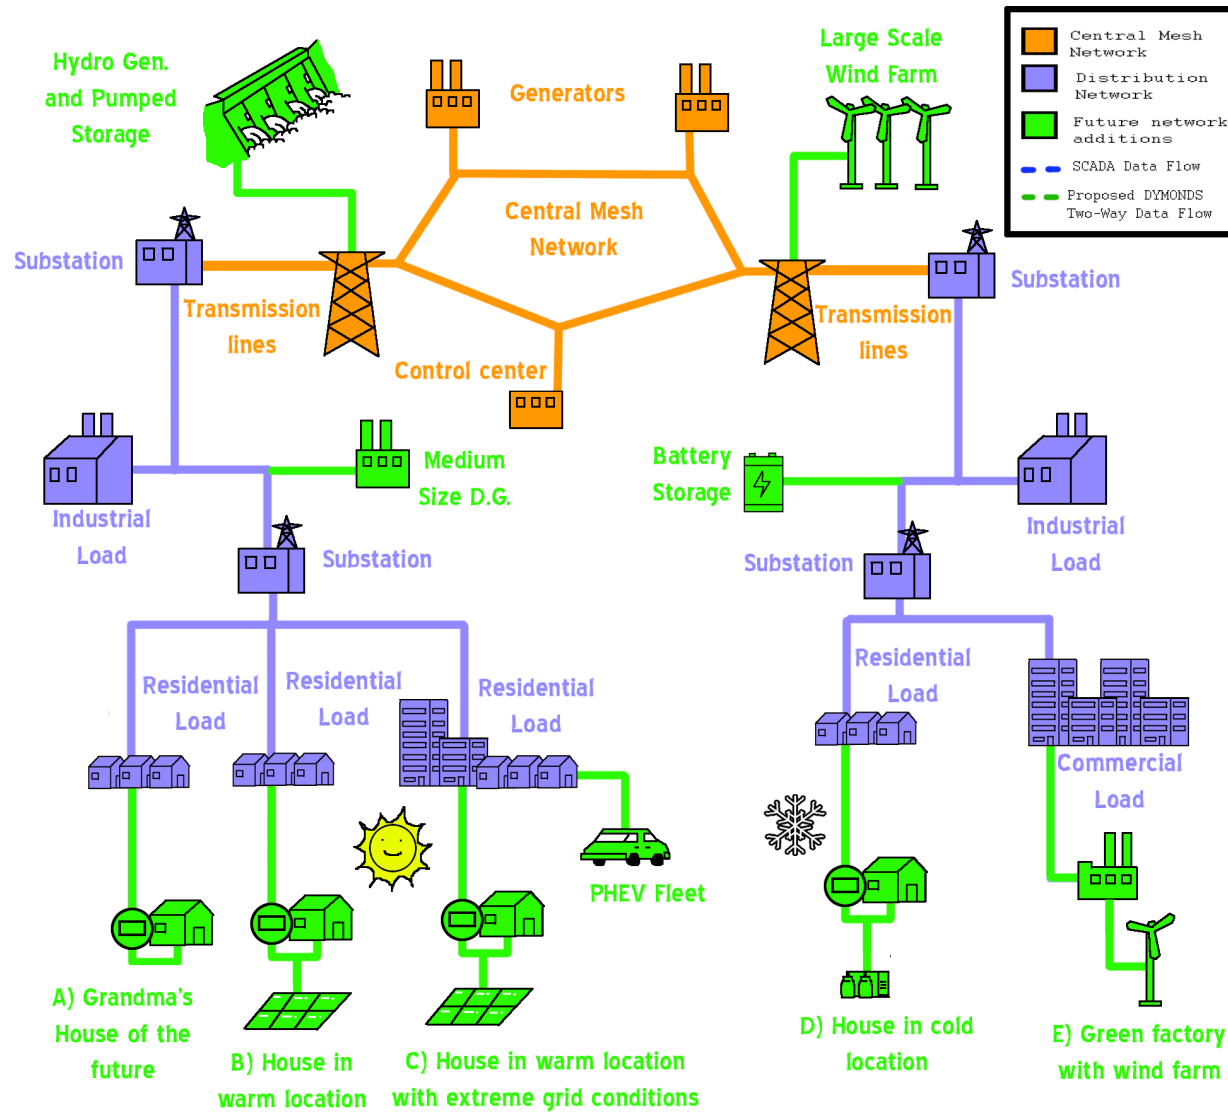 Hydro Gen.
and Pumped
Storage
Generators
Large Scale
Wind Farm
Central Mesh
Network
Distribution
Network
Future network
additions
SCADA Data Flow
Proposed DYMONDS
Two-Way Data Flow
Central Mesh
Network
Substation
Transmission
lines
Control center
Transmission
lines
Substation
Industrial
Load
Medium
Size D.G.
Substation
Battery
Storage
Industrial
Load
Substation
Residential
Load
Residential
Load
Residential
Load
Residential
Load
Commercial
Load
PHEV Fleet
A) Grandma's
House of the
future
B) House in
warm location
C) House in warm location
with extreme grid conditions
D) House in cold
location
E) Green factory
with wind farm